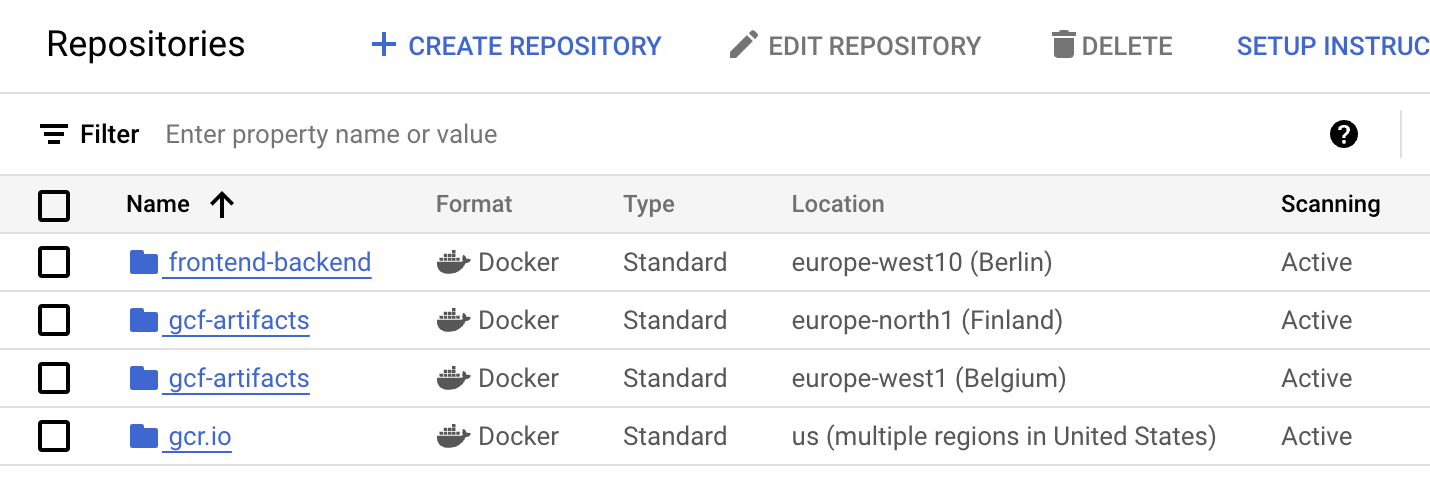 Repositories CREATE REPOSITORY EDIT REPOSITORY DELETE SETUP INSTRUC
Filter Enter property name or value
Name Format Type Location Scanning
frontend-backend Docker Standard europe-west10 (Berlin) Active
gcf-artifacts Docker Standard europe-north1 (Finland) Active
gcf-artifacts Docker Standard europe-west1 (Belgium) Active
gcr.io Docker Standard us (multiple regions in United States) Active